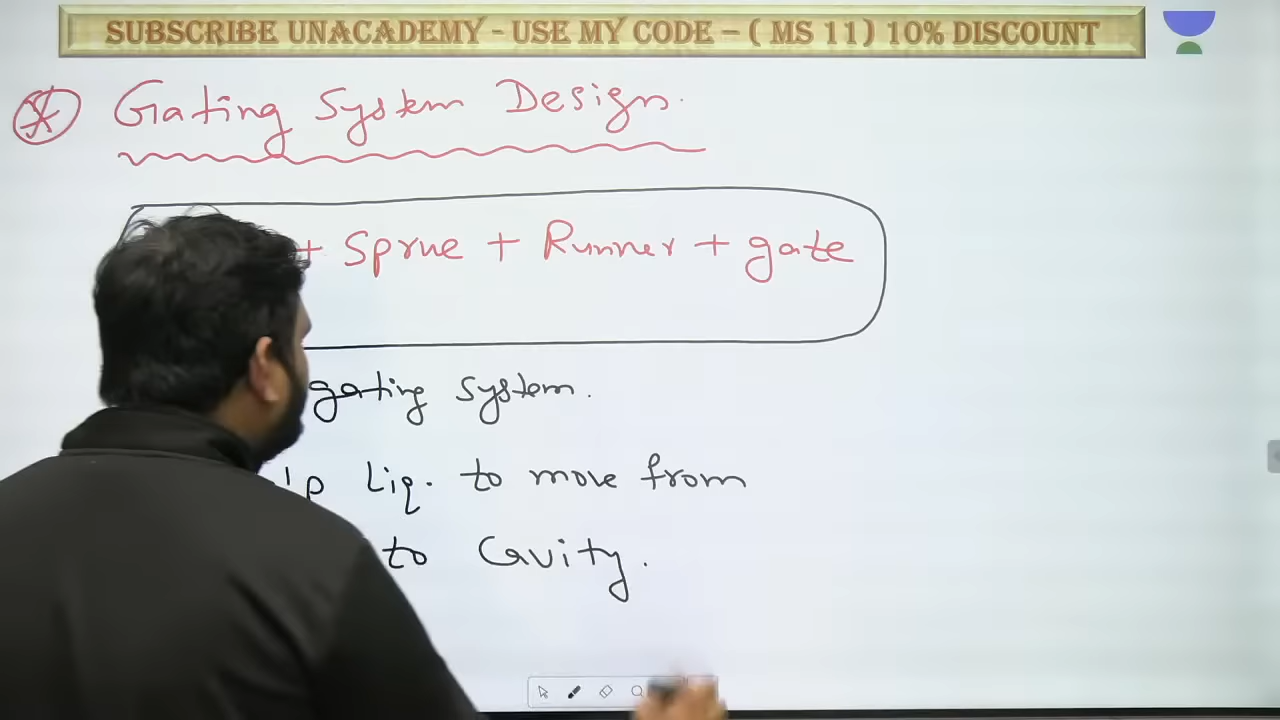 SUBSCRIBE UNACADEMY - USE MY CODE – ( MS 11) 10% DISCOUNT
Gating System Design.
+ Sprue + Runner + gate
gating system.
Liq. to move from
to Cavity.